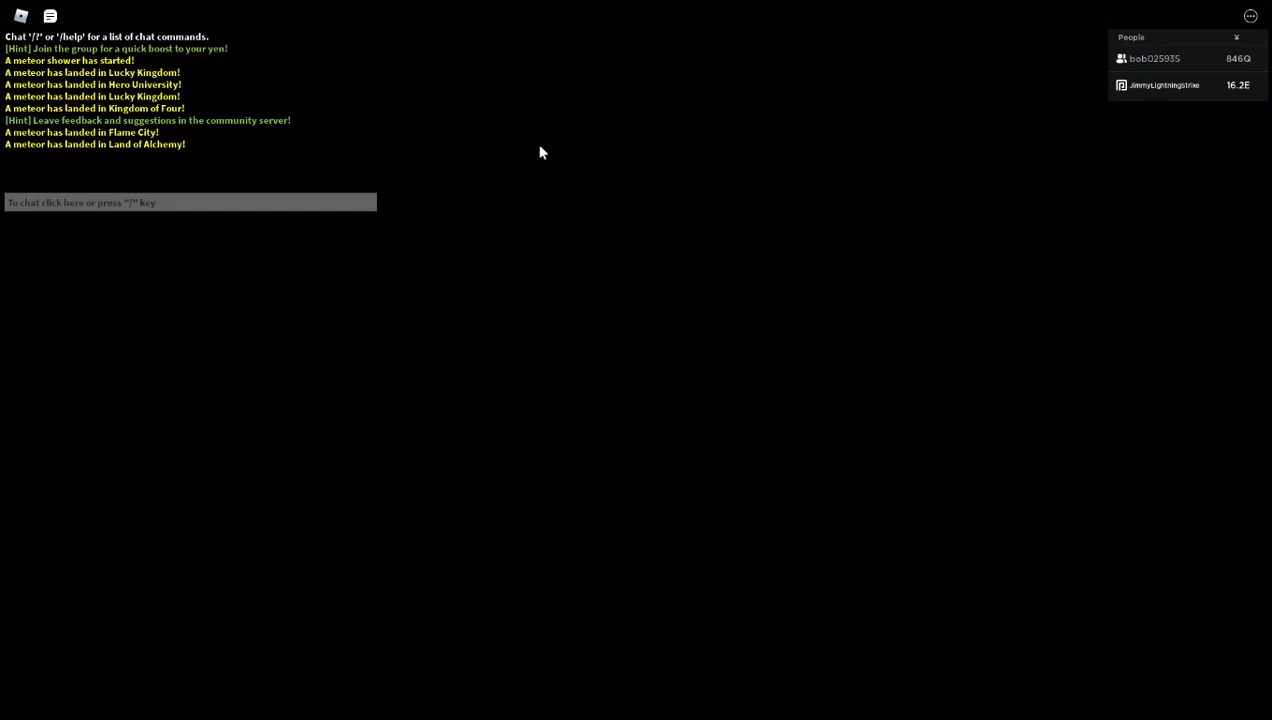 Chat '/?' or '/help' for a list of chat commands.
[Hint] Join the group for a quick boost to your yen!
A meteor shower has started!
A meteor has landed in Lucky Kingdom!
A meteor has landed in Hero University!
A meteor has landed in Lucky Kingdom!
A meteor has landed in Kingdom of Four!
[Hint] Leave feedback and suggestions in the community server!
A meteor has landed in Flame City!
A meteor has landed in Land of Alchemy!
To chat click here or press "/" key
People ¥
bob025935 846Q
JimmyLightningStrike 16.2E